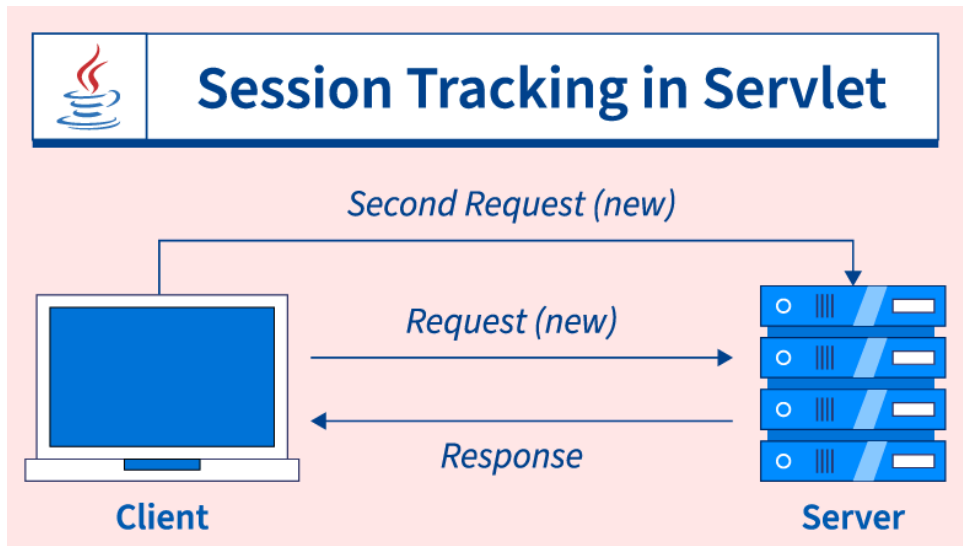 Session Tracking in Servlet
Second Request (new)
Request (new)
Response
Client
Server